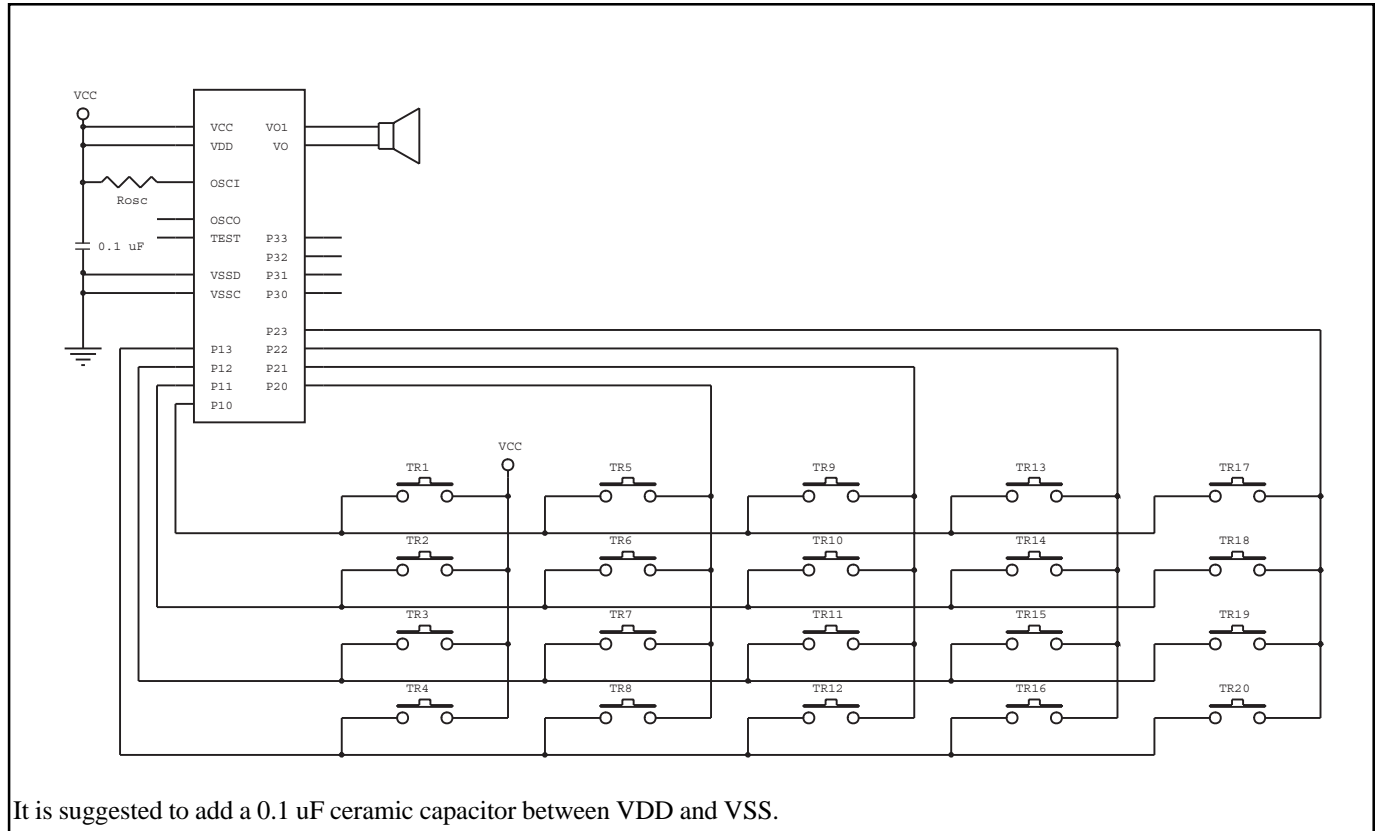 VCC
VCC VO1
VDD VO
OSCI
Rosc
OSCO
TEST P33
0.1 uF
P32
VSSD P31
VSSC P30
P23
P13 P22
P12 P21
P11 P20
P10
VCC
TR1 TR5 TR9 TR13 TR17
TR2 TR6 TR10 TR14 TR18
TR3 TR7 TR11 TR15 TR19
TR4 TR8 TR12 TR16 TR20
It is suggested to add a 0.1 uF ceramic capacitor between VDD and VSS.